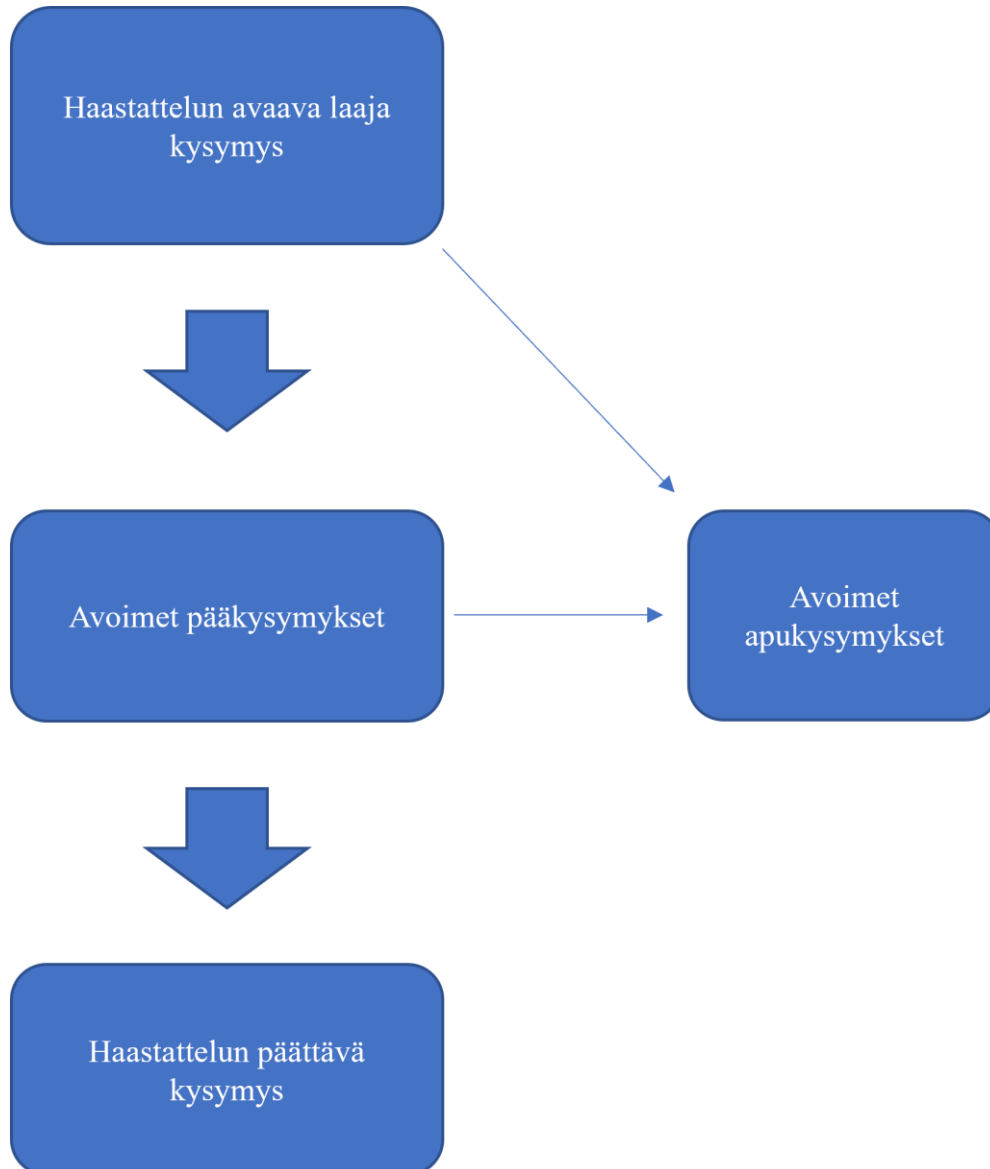 Haastattelun avaava laaja
kysymys
Avoimet pääkysymykset
Avoimet
apukysymykset
Haastattelun päättävä
kysymys